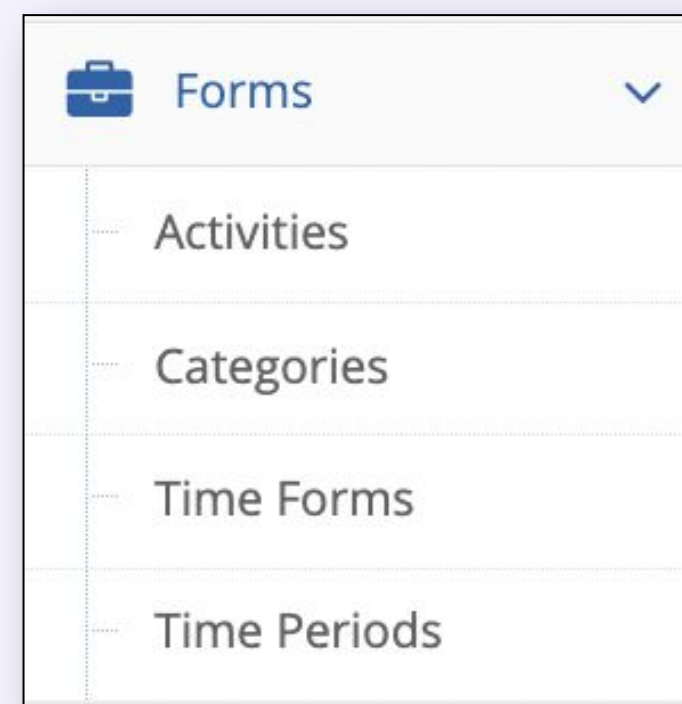 Forms
Activities
Categories
Time Forms
Time Periods